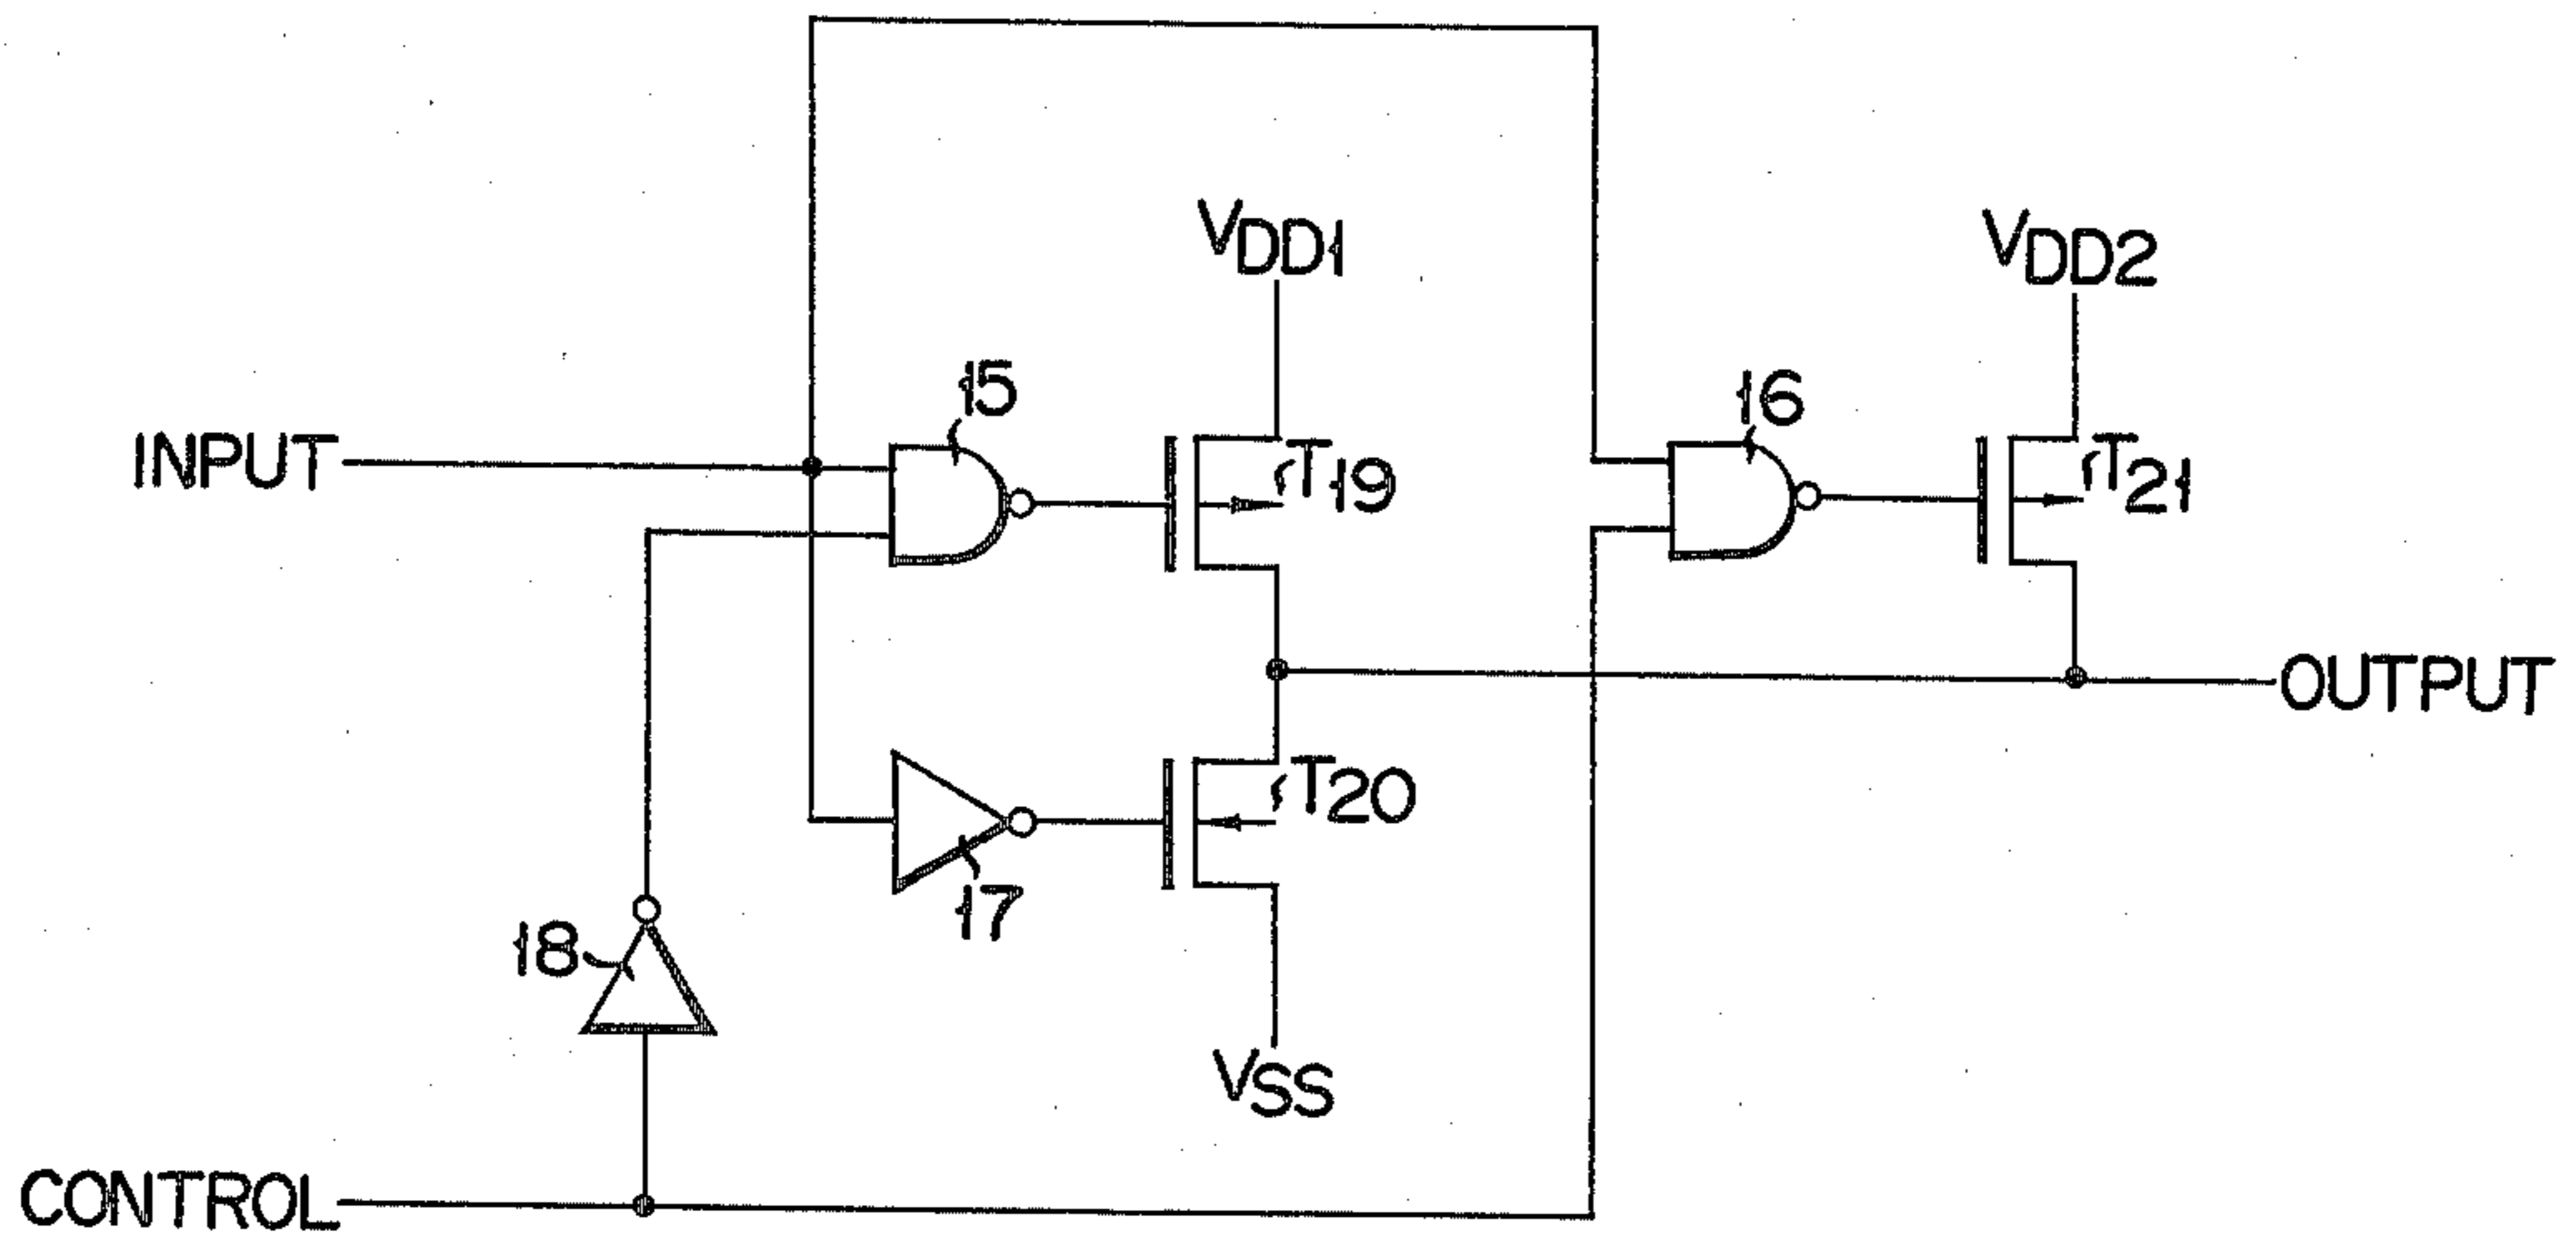 VDD1
VDD2
15
16
INPUT
T19
T21
OUTPUT
T20
17
18
VSS
CONTROL